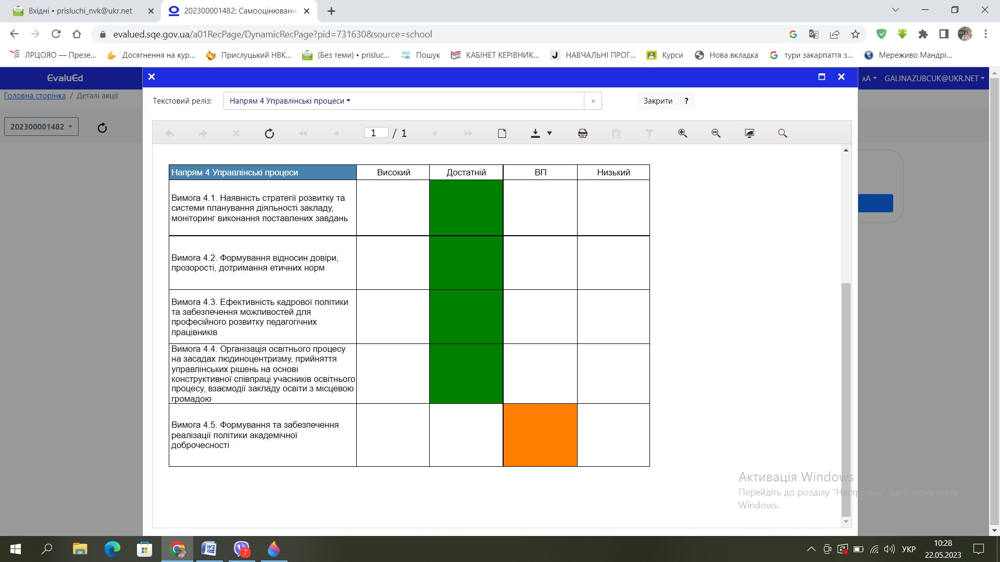 Вхідні • prisluchi_nvk@ukr.net
202300001482: Самооцінюванн
evalued.sqe.gov.ua/a01RecPage/DynamicRecPage?pid=731630&source=school
ЛРЦОЯО — Презе...
Досягнення на кур...
Прислуцький НВК...
(Без теми) • prisluc...
Пошук
КАБІНЕТ КЕРІВНИК...
НАВЧАЛЬНІ ПРОГ...
Курси
Нова вкладка
тури закарпаття з...
Мереживо Мандрі...
EvaluEd
AA
GALINAZUBCUK@UKR.NET
Головна сторінка / Деталі акції
Текстовий реліз:
Напрям 4 Управлінські процеси
×
Закрити
?
202300001482
1 / 1
Напрям 4 Управлінські процеси
Високий
Достатній
ВП
Низький
Вимога 4.1. Наявність стратегії розвитку та
системи планування діяльності закладу,
моніторинг виконання поставлених завдань
Вимога 4.2. Формування відносин довіри,
прозорості, дотримання етичних норм
Вимога 4.3. Ефективність кадрової політики
та забезпечення можливостей для
професійного розвитку педагогічних
працівників
Вимога 4.4. Організація освітнього процесу
на засадах людиноцентризму, прийняття
управлінських рішень на основі
конструктивної співпраці учасників освітнього
процесу, взаємодії закладу освіти з місцевою
громадою
Вимога 4.5. Формування та забезпечення
реалізації політики академічної
доброчесності
Активація Windows
Перейдіть до розділу "Настройки", щоб активувати
Windows.
7
УКР
10:28
22.05.2023